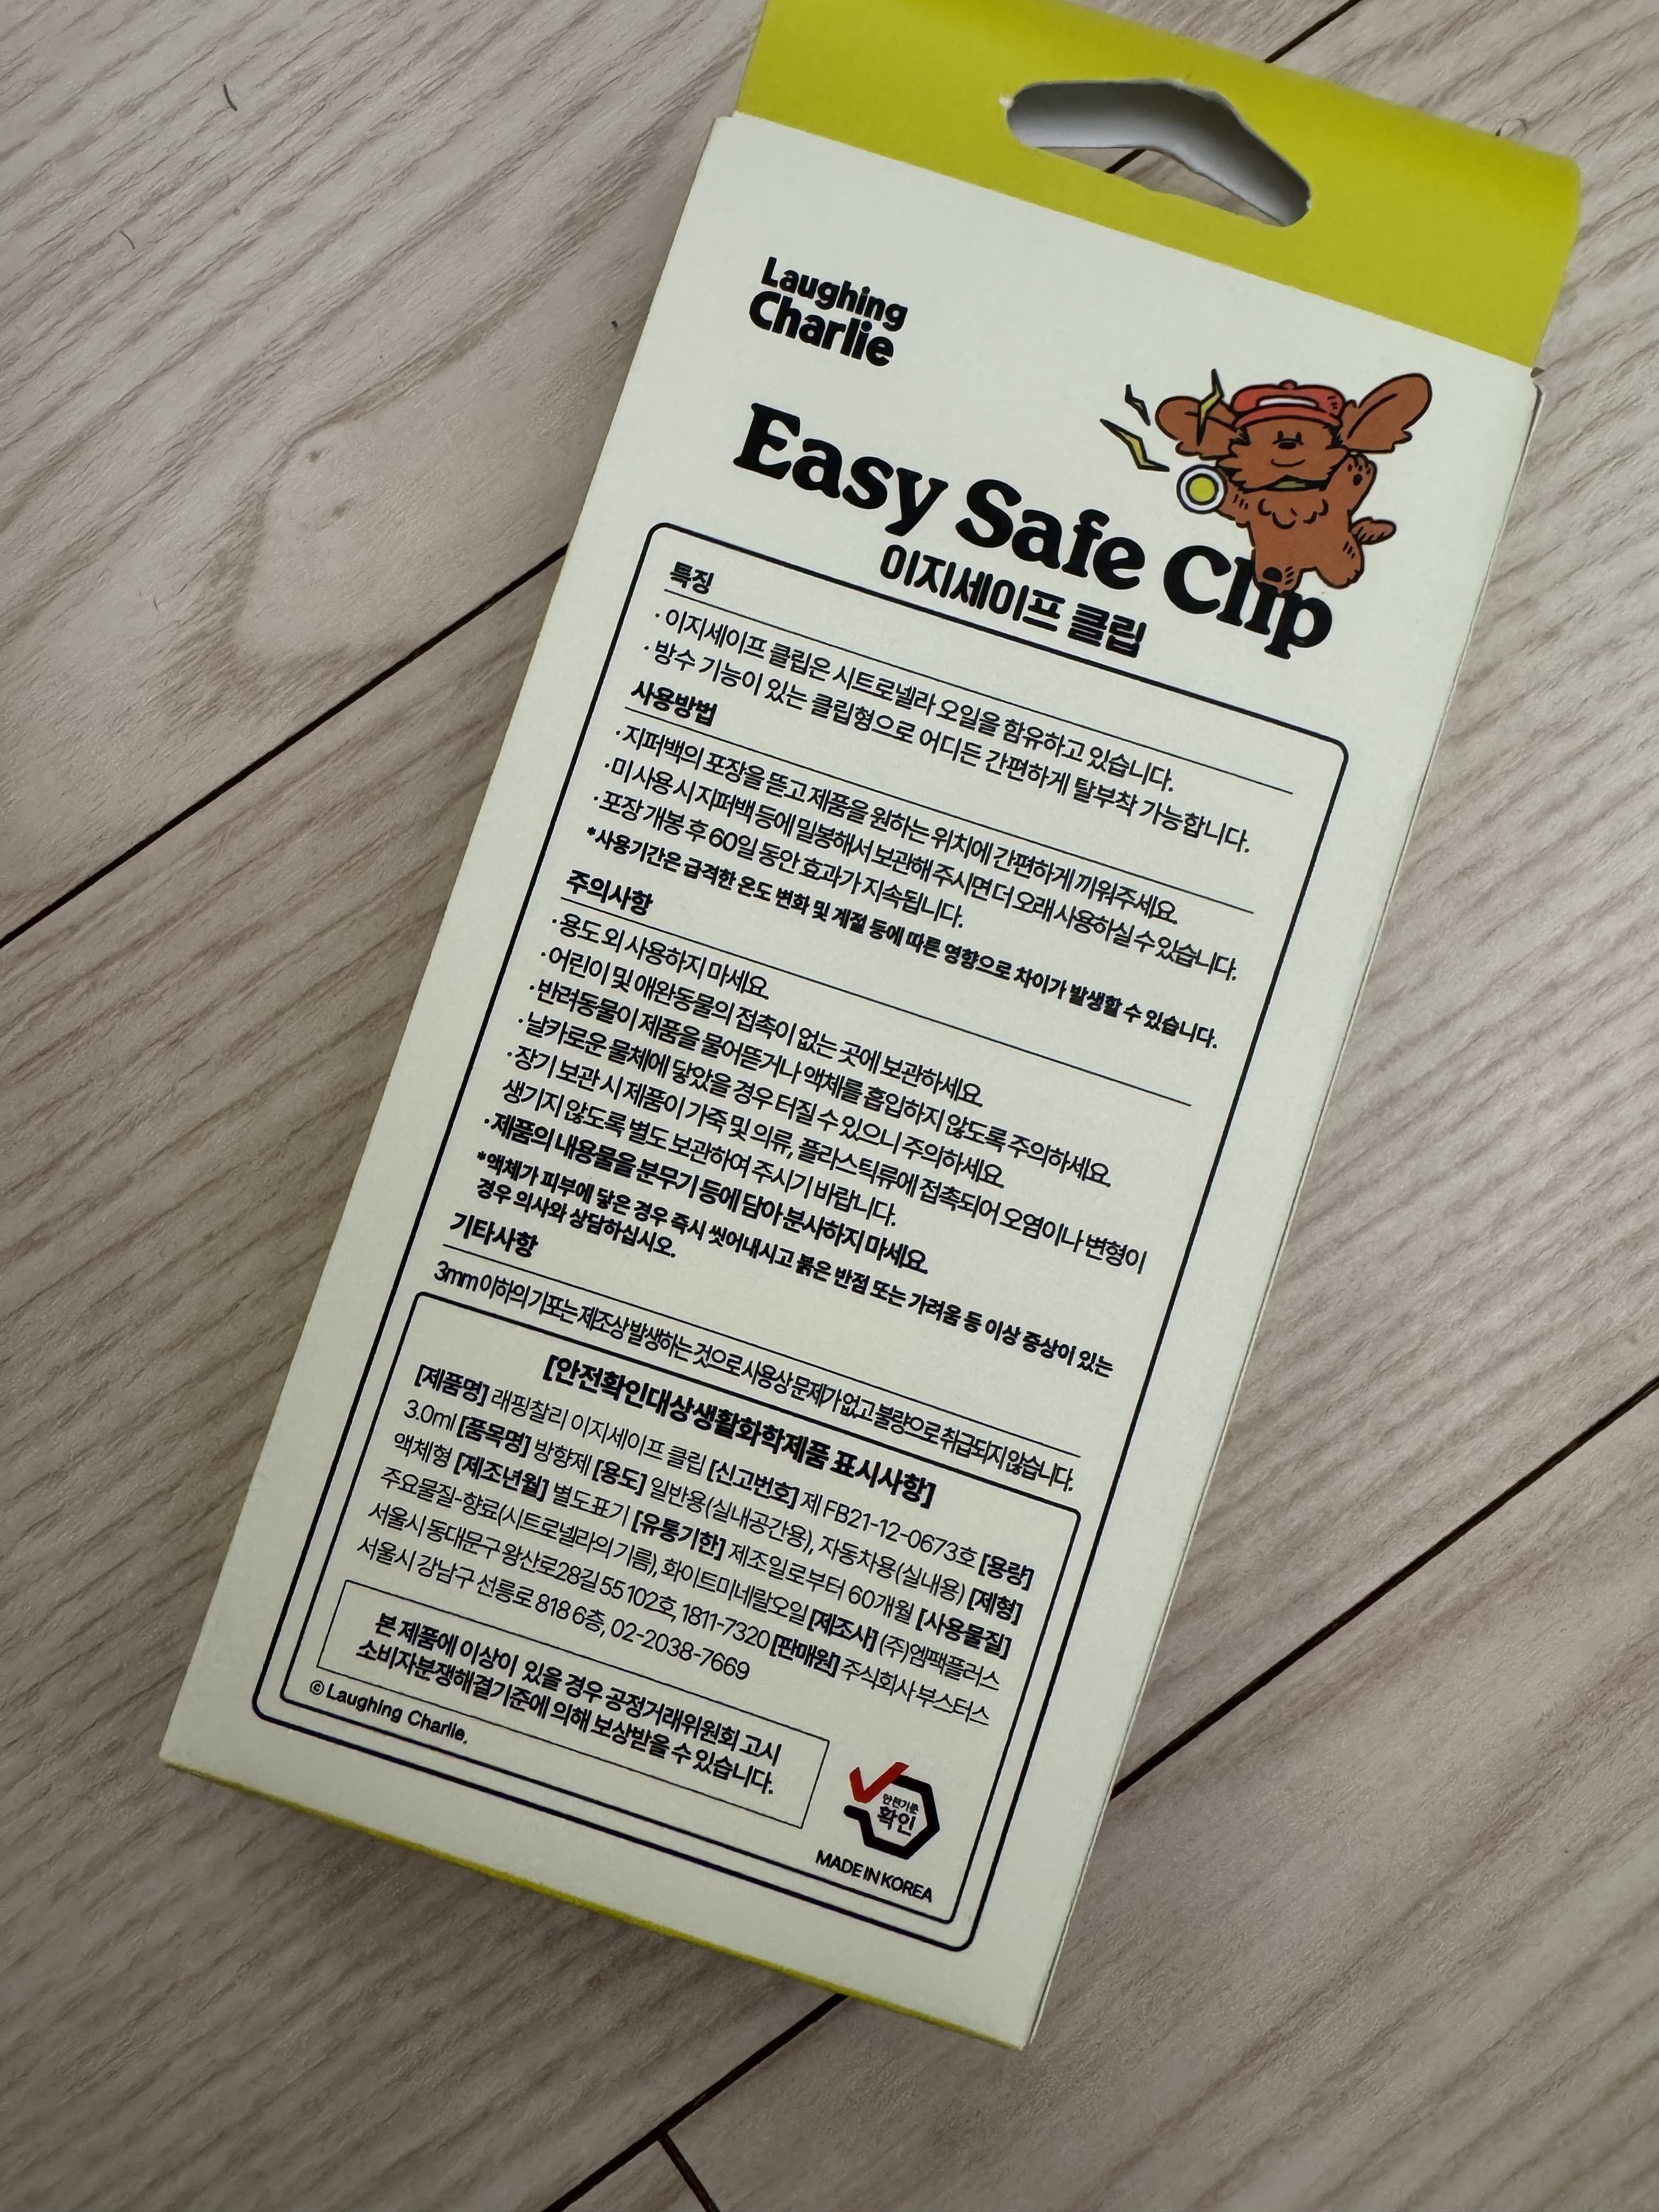 Laughing
Charlie
Easy Safe Clip
이지세이프 클립
특징
· 이지세이프 클립은 시트로넬라 오일을 함유하고 있습니다.
· 방수 기능이 있는 클립형으로 어디든 간편하게 탈부착 가능합니다.
사용방법
· 지퍼백의 포장을 뜯고 제품을 원하는 위치에 간편하게 끼워주세요.
· 미 사용 시 지퍼백 등에 밀봉해서 보관해 주시면 더 오래 사용하실 수 있습니다.
· 포장 개봉 후 60일 동안 효과가 지속됩니다.
*사용기간은 급격한 온도 변화 및 계절 등에 따른 영향으로 차이가 발생할 수 있습니다.
주의사항
· 용도 외 사용하지 마세요.
· 어린이 및 애완동물의 접촉이 없는 곳에 보관하세요.
· 반려동물이 제품을 물어뜯거나 액체를 흡입하지 않도록 주의하세요.
· 날카로운 물체에 닿았을 경우 터질 수 있으니 주의하세요.
· 장기 보관 시 제품이 가죽 및 의류, 플라스틱류에 접촉되어 오염이나 변형이
생기지 않도록 별도 보관하여 주시기 바랍니다.
· 제품의 내용물을 분무기 등에 담아 분사하지 마세요.
*액체가 피부에 닿은 경우 즉시 씻어내시고 붉은 반점 또는 가려움 등 이상 증상이 있는
경우 의사와 상담하십시오.
기타사항
3mm 이하의 기포는 제조상 발생하는 것으로 사용상 문제가 없고 불량으로 취급되지 않습니다.
[안전확인대상생활화학제품 표시사항]
[제품명] 래핑찰리 이지세이프 클립 [신고번호] 제 FB21-12-0673호 [용량]
3.0ml [품목명] 방향제 [용도] 일반용(실내공간용), 자동차용(실내용) [제형]
액체형 [제조년월] 별도표기 [유통기한] 제조일로부터 60개월 [사용물질]
주요물질-향료(시트로넬라의 기름), 화이트미네랄오일 [제조사] (주)엠팩플러스
서울시 동대문구 왕산로28길 55 102호, 1811-7320 [판매원] 주식회사 부스터스
서울시 강남구 선릉로 818 6층, 02-2038-7669
본 제품에 이상이 있을 경우 공정거래위원회 고시
소비자분쟁해결기준에 의해 보상받을 수 있습니다.
© Laughing Charlie.
안전기준
확인
MADE IN KOREA